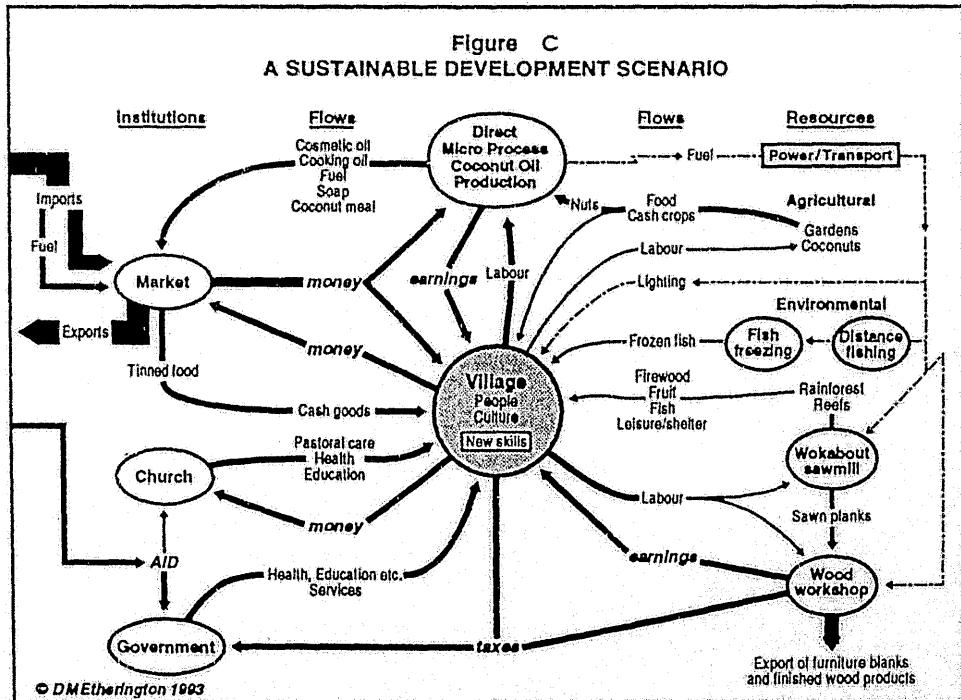 Figure C
A SUSTAINABLE DEVELOPMENT SCENARIO
Institutions
Flows
Flows
Resources
Cosmetic oil
Cooking oil
Fuel
Soap
Coconut meal
Direct
Micro Process
Coconut Oil
Production
Fuel
Power/Transport
Imports
Fuel
Market
Exports
money
earnings
Labour
Nuts
Food
Cash crops
Agricultural
Gardens
Coconuts
Labour
Lighting
Environmental
money
Frozen fish
Fish
freezing
Distance
fishing
Tinned food
Cash goods
Village
People
Culture
New skills
Firewood
Fruit
Fish
Leisure/shelter
Rainforest
Reefs
Church
Pastoral care
Health
Education
money
Wokabout
sawmill
Labour
Sawn planks
AID
Health, Education etc.
Services
earnings
Wood
workshop
Government
taxes
Export of furniture blanks
and finished wood products
© DMEtherington 1993